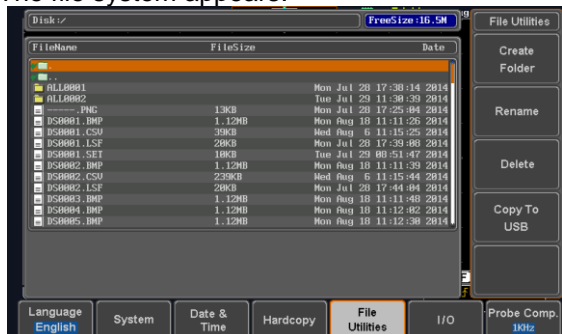 Disk:/ FreeSize:16.5M
FileName FileSize Date
.
..
ALL0001 Mon Jul 28 17:38:14 2014
ALL0002 Tue Jul 29 11:30:39 2014
-----.PNG 13KB Mon Jul 28 17:25:04 2014
DS0001.BMP 1.12MB Mon Aug 18 11:11:26 2014
DS0001.CSV 39KB Wed Aug 6 11:15:25 2014
DS0001.LSF 20KB Mon Jul 28 17:39:08 2014
DS0001.SET 10KB Tue Jul 29 08:51:47 2014
DS0002.BMP 1.12MB Mon Aug 18 11:11:39 2014
DS0002.CSV 239KB Wed Aug 6 11:15:44 2014
DS0002.LSF 20KB Mon Jul 28 17:44:04 2014
DS0003.BMP 1.12MB Mon Aug 18 11:11:48 2014
DS0004.BMP 1.12MB Mon Aug 18 11:12:02 2014
DS0005.BMP 1.12MB Mon Aug 18 11:12:30 2014
File Utilities
Create
Folder
Rename
Delete
Copy To
USB
Language
English
System
Date &
Time
Hardcopy
File
Utilities
I/O
Probe Comp.
1KHz